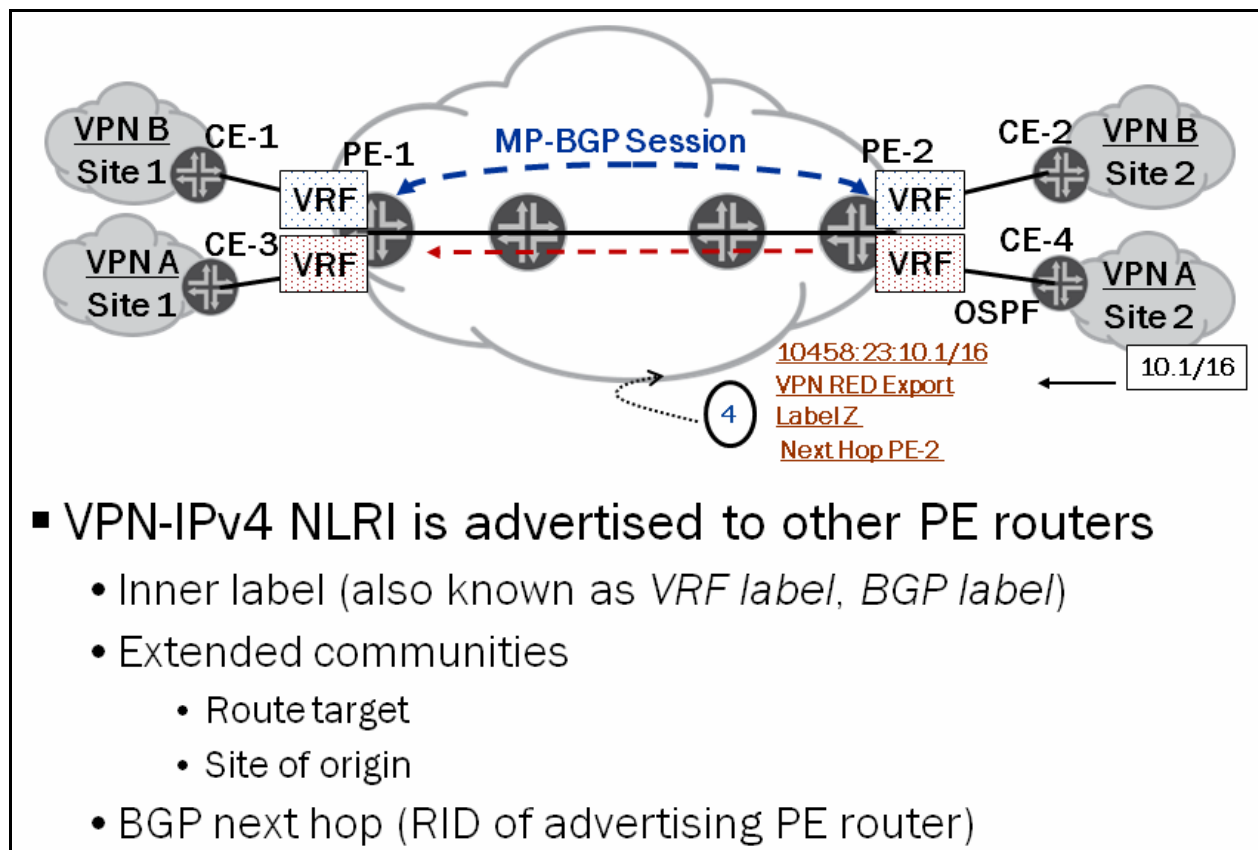 VPN B
Site 1
CE-1
PE-1
MP-BGP Session
PE-2
CE-2
VPN B
Site 2
VRF
VRF
VPN A
Site 1
CE-3
VRF
VRF
CE-4
OSPF
VPN A
Site 2
10.1/16
10458:23:10.1/16
VPN RED Export
Label Z
Next Hop PE-2
4
▪ VPN-IPv4 NLRI is advertised to other PE routers
• Inner label (also known as VRF label, BGP label)
• Extended communities
• Route target
• Site of origin
• BGP next hop (RID of advertising PE router)